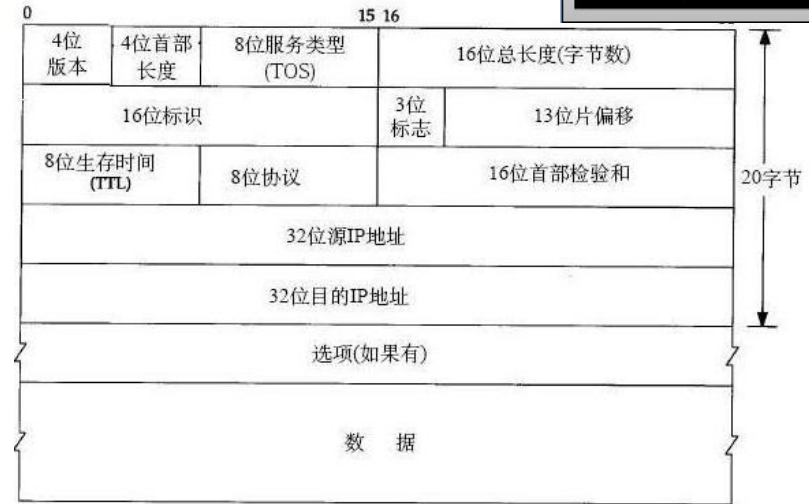 0 15 16
4位 4位首部 8位服务类型 16位总长度(字节数)
版本 长度 (TOS)
16位标识 3位 13位片偏移
标志
8位生存时间 8位协议 16位首部检验和 20字节
(TTL)
32位源IP地址
32位目的IP地址
选项(如果有)
数 据